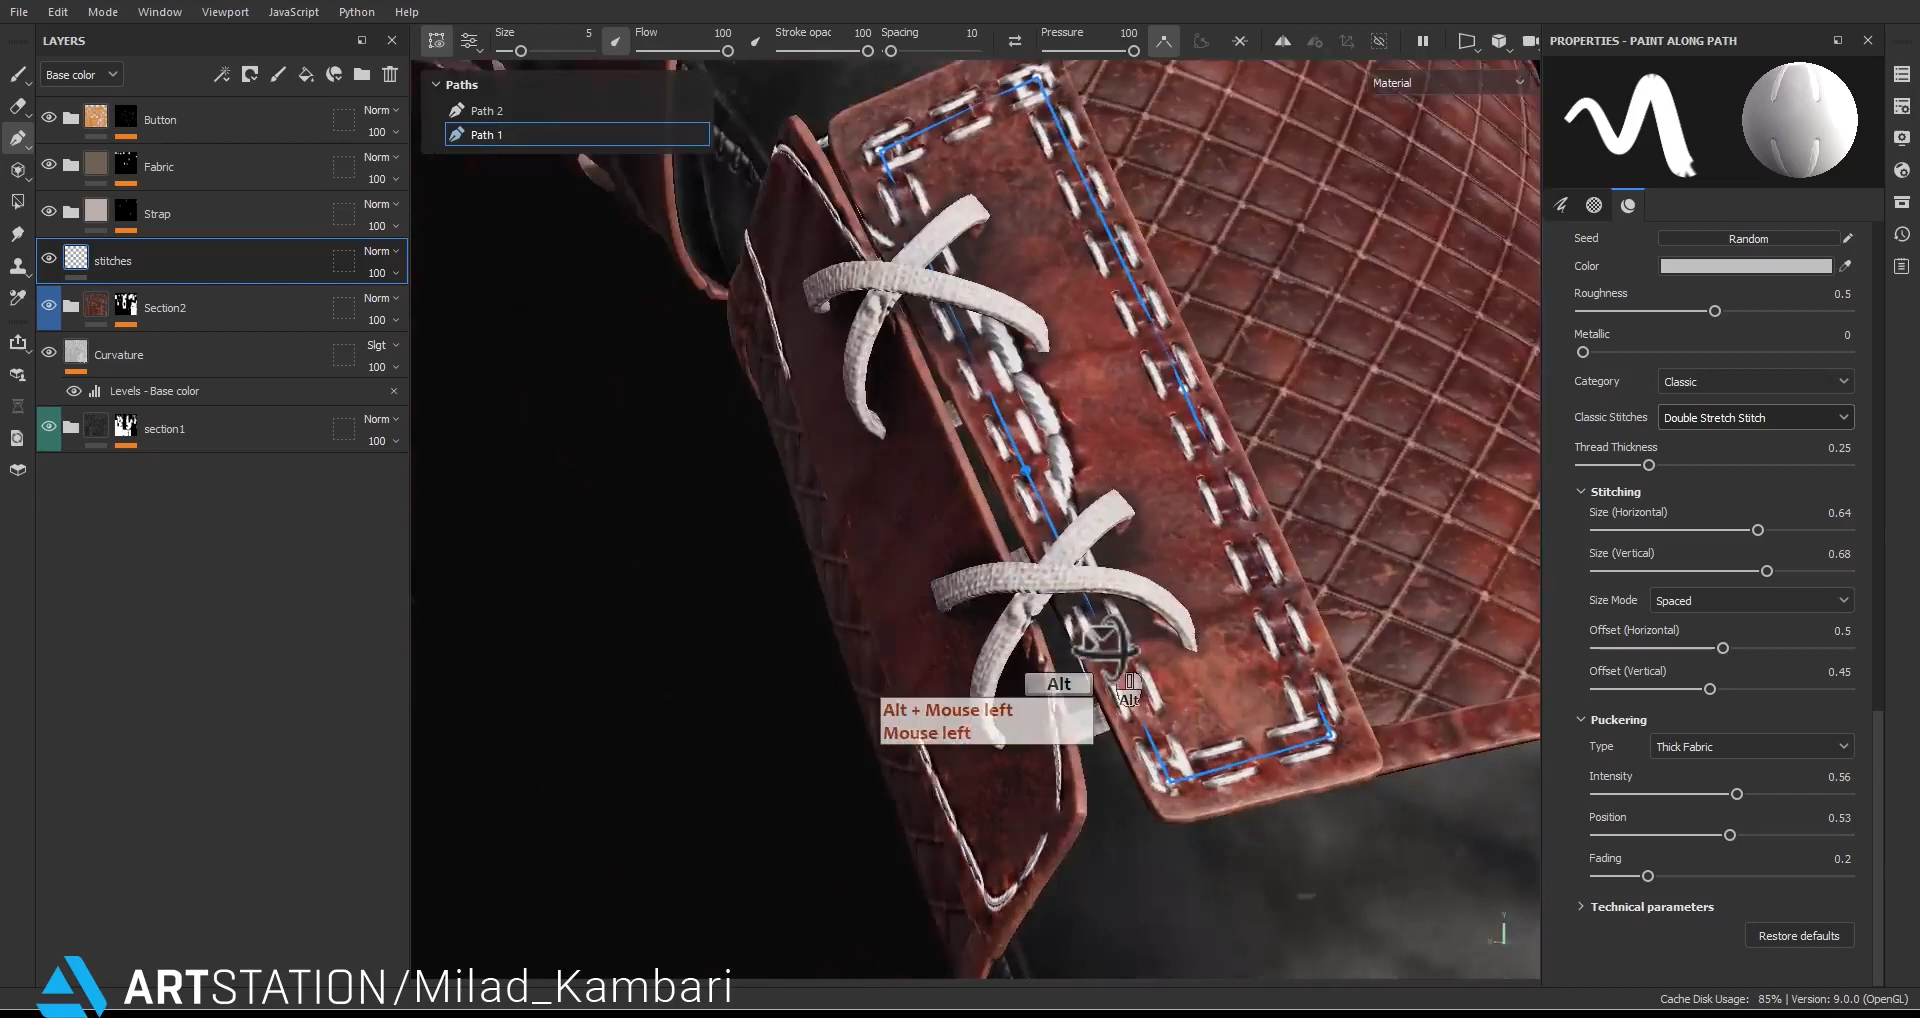 File Edit Mode Window Viewport JavaScript Python Help
LAYERS
Base color
Button Norm 100
Fabric Norm 100
Strap Norm 100
stitches Norm 100
Section2 Norm 100
Curvature Slgt 100
Levels - Base color
section1 Norm 100
Size 5 Flow 100 Stroke opac 100 Spacing 10 Pressure 100
Paths
Path 2
Path 1
Material
Alt
Alt
Alt + Mouse left
Mouse left
PROPERTIES - PAINT ALONG PATH
Seed Random
Color
Roughness 0.5
Metallic 0
Category Classic
Classic Stitches Double Stretch Stitch
Thread Thickness 0.25
Stitching
Size (Horizontal) 0.64
Size (Vertical) 0.68
Size Mode Spaced
Offset (Horizontal) 0.5
Offset (Vertical) 0.45
Puckering
Type Thick Fabric
Intensity 0.56
Position 0.53
Fading 0.2
Technical parameters
Restore defaults
ARTSTATION/Milad_Kambari
Cache Disk Usage: 85% | Version: 9.0.0 (OpenGL)